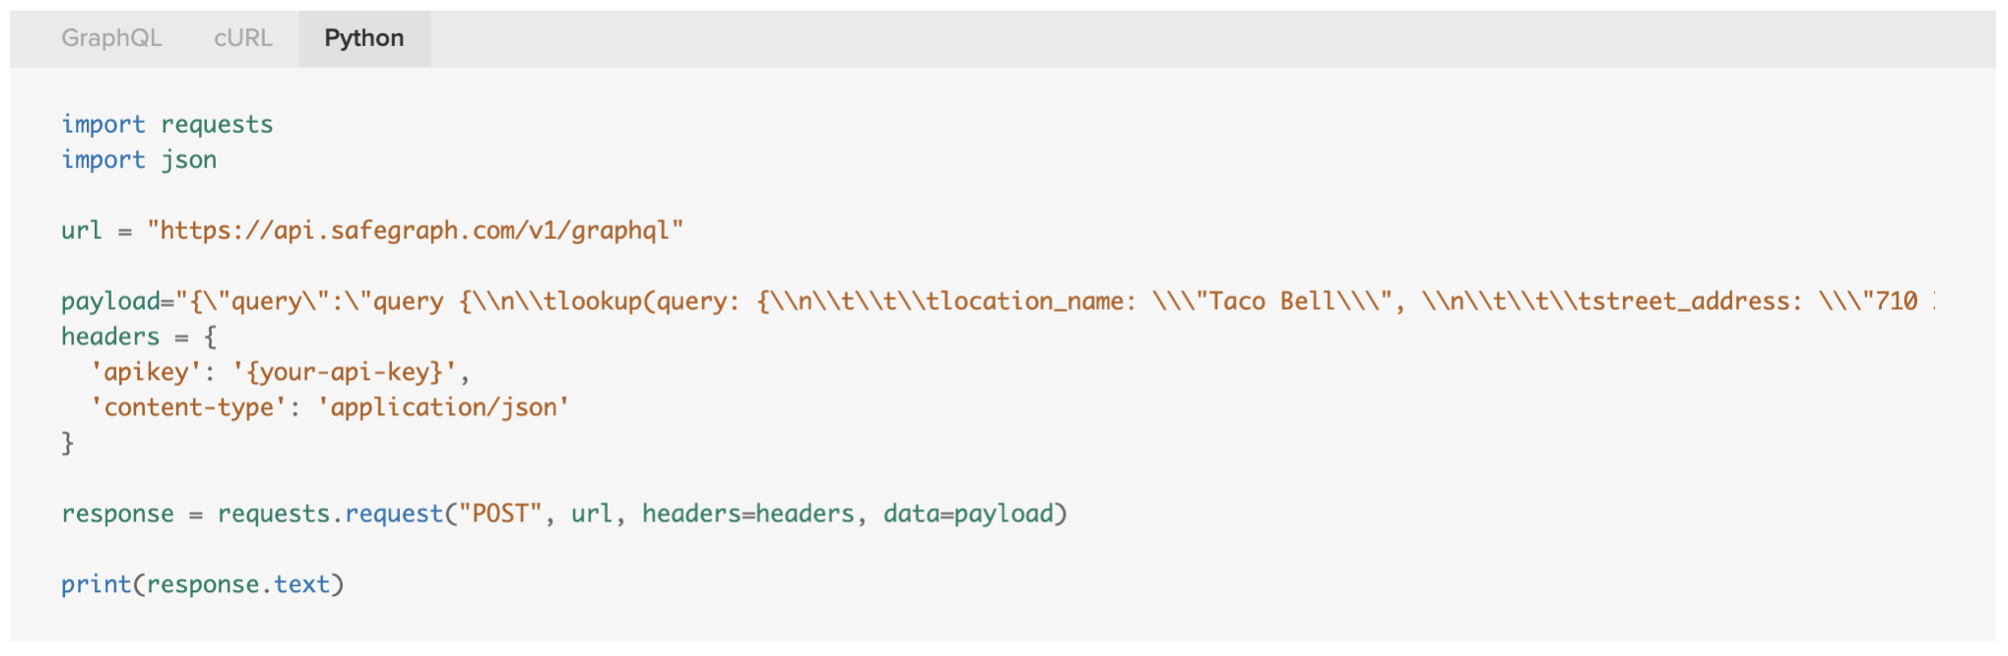 GraphQL cURL Python
import requests
import json
url = "https://api.safegraph.com/v1/graphql"
payload="{\"query\":\"query {\\n\\tlookup(query: {\\n\\t\\t\\tlocation_name: \\\"Taco Bell\\\", \\n\\t\\t\\tstreet_address: \\\"710
headers = {
  'apikey': '{your-api-key}',
  'content-type': 'application/json'
}
response = requests.request("POST", url, headers=headers, data=payload)
print(response.text)